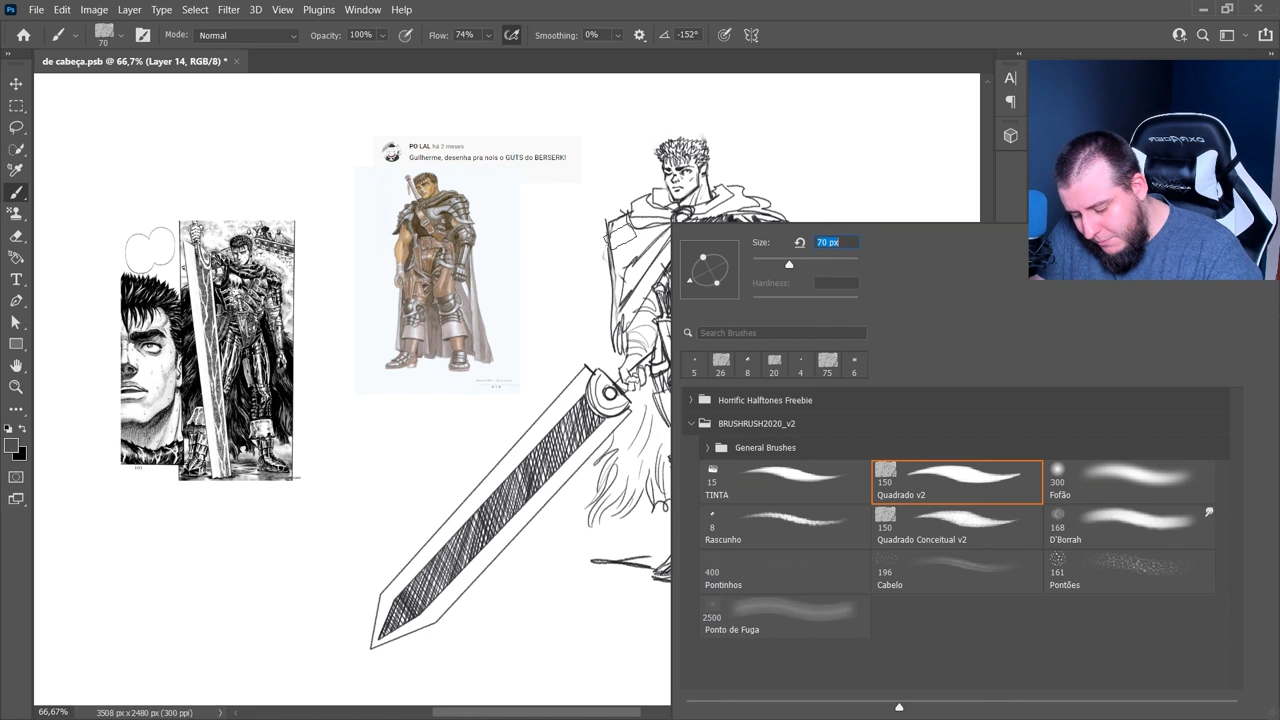 Ps File Edit Image Layer Type Select Filter 3D View Plugins Window Help
70 Mode: Normal Opacity: 100% Flow: 74% Smoothing: 0% -152°
de cabeça.psb @ 66,7% (Layer 14, RGB/8) *
PO LAL há 2 meses
Guilherme, desenha pra nois o GUTS do BERSERK!
Size: 70 px
Hardness:
Search Brushes
5 26 8 20 4 75 6
Horrific Halftones Freebie
BRUSHRUSH2020_v2
General Brushes
15 150 300
TINTA Quadrado v2 Fofão
8 150 168
Rascunho Quadrado Conceitual v2 D'Borrah
400 196 161
Pontinhos Cabelo Pontões
2500
Ponto de Fuga
66,67% 3508 px x 2480 px (300 ppi)